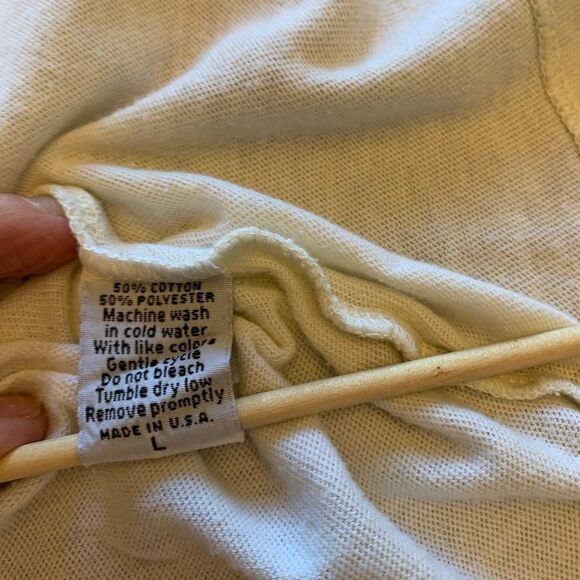 50% COTTON
50% POLYESTER
Machine wash
in cold water
With like colors
Gentle cycle
Do not bleach
Tumble dry low
Remove promptly
MADE IN U.S.A.
L